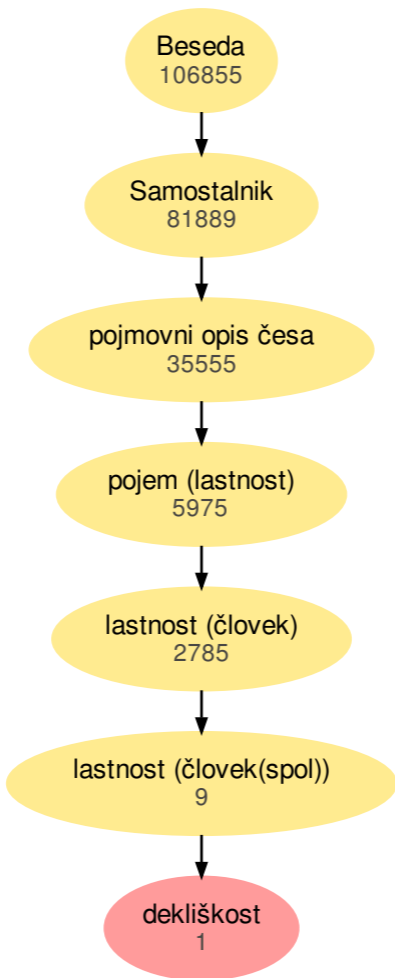 Beseda
106855
Samostalnik
81889
pojmovni opis česa
35555
pojem (lastnost)
5975
lastnost (človek)
2785
lastnost (človek(spol))
9
dekliškost
1